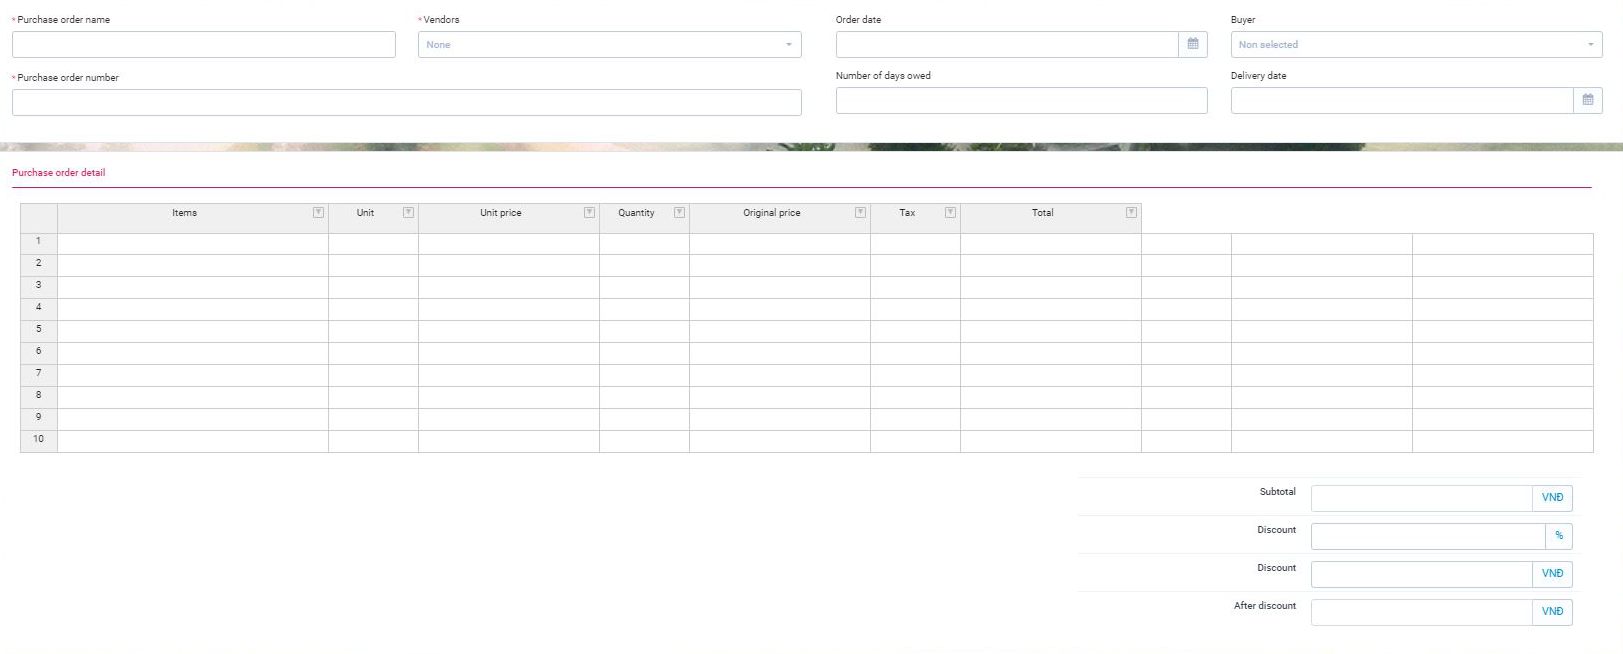 * Purchase order name
* Vendors
Order date
Buyer
None
Non selected
* Purchase order number
Number of days owed
Delivery date
Purchase order detail
Items Unit Unit price Quantity Original price Tax Total
1
2
3
4
5
6
7
8
9
10
Subtotal VNĐ
Discount %
Discount VNĐ
After discount VNĐ